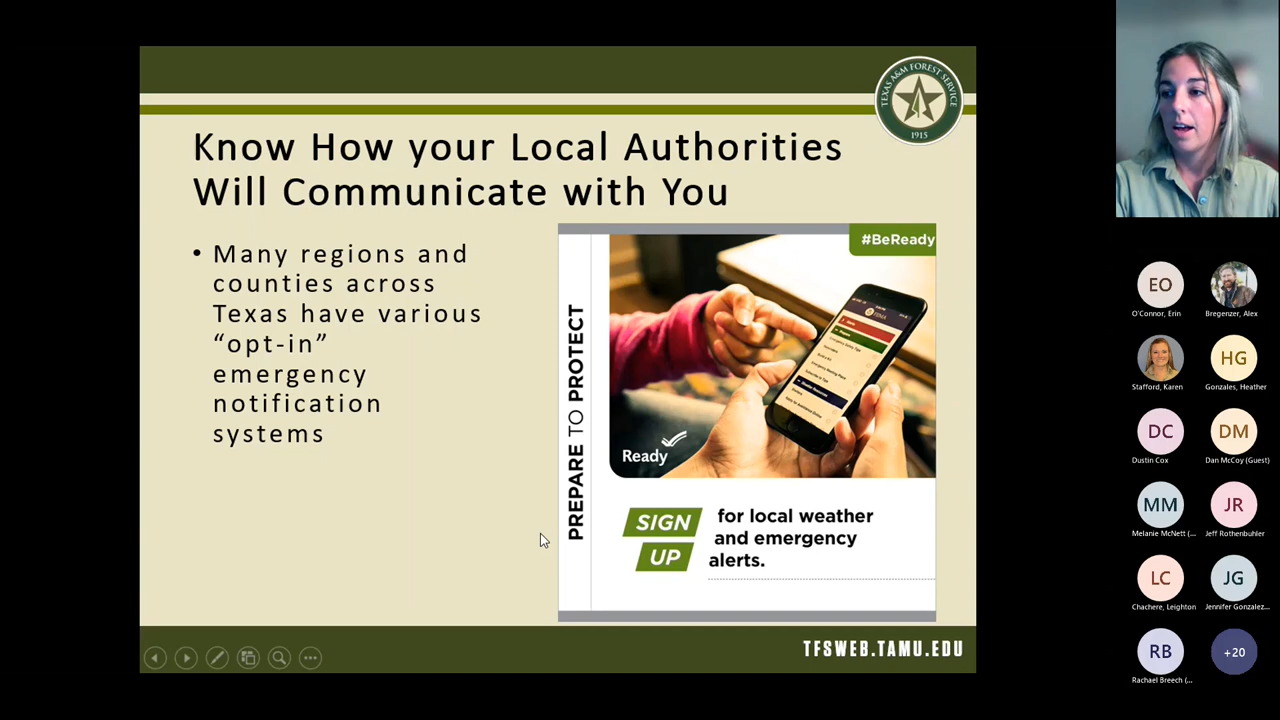 TEXAS A&M FOREST SERVICE
1915
Know How your Local Authorities
Will Communicate with You
• Many regions and
counties across
Texas have various
“opt-in”
emergency
notification
systems
#BeReady
PREPARE TO PROTECT
Ready
SIGN
UP
for local weather
and emergency
alerts.
TFSWEB.TAMU.EDU
EO
O'Connor, Erin
Bregenzer, Alex
Stafford, Karen
HG
Gonzales, Heather
DC
Dustin Cox
DM
Dan McCoy (Guest)
MM
Melanie McNett (...
JR
Jeff Rothenbuhler
LC
Chachere, Leighton
JG
Jennifer Gonzalez...
RB
Rachael Breech (...
+20